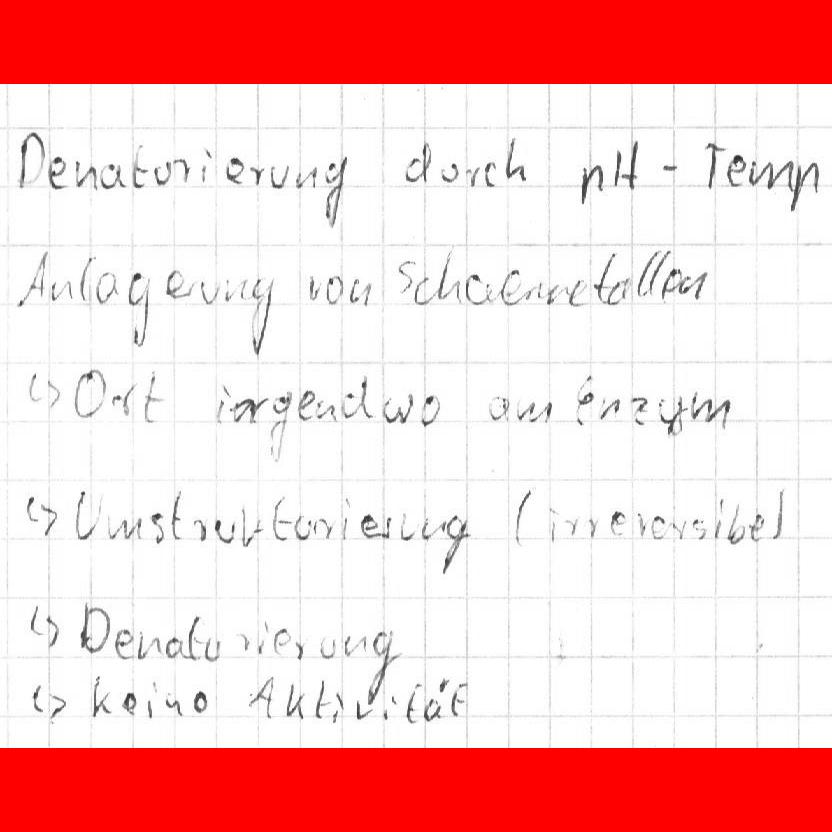 Denaturierung durch pH - Temp
Anlagerung von Schwermetallen
↳ Ort irgendwo am Enzym
↳ Umstrukturierung (irreversibel
↳ Denaturierung
↳ keine Aktivität